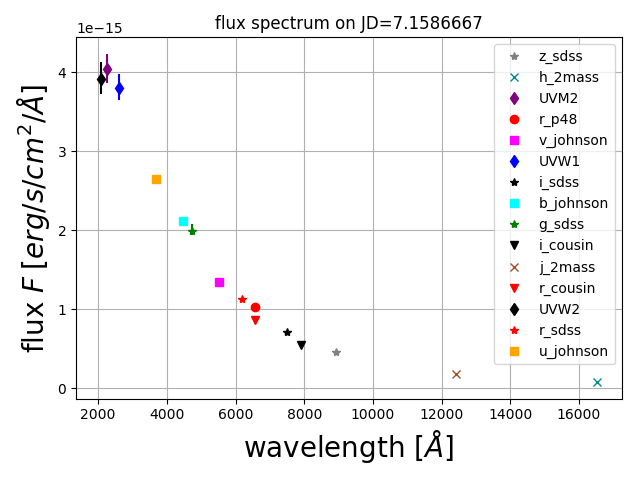 flux spectrum on JD=7.1586667
1e−15
4
3
2
1
0
flux F [erg/s/cm²/Å]
z_sdss
h_2mass
UVM2
r_p48
v_johnson
UVW1
i_sdss
b_johnson
g_sdss
i_cousin
j_2mass
r_cousin
UVW2
r_sdss
u_johnson
2000 4000 6000 8000 10000 12000 14000 16000
wavelength [Å]